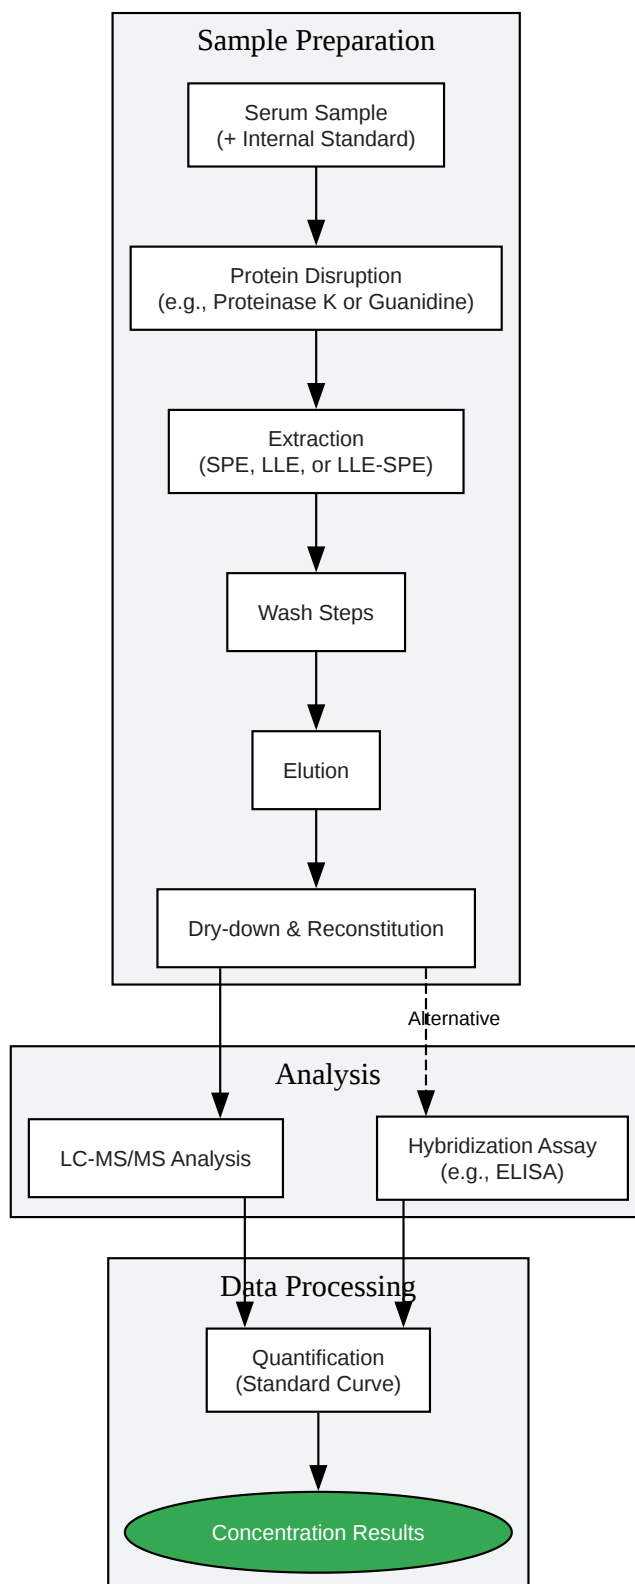 Sample Preparation
Serum Sample
(+ Internal Standard)
Protein Disruption
(e.g., Proteinase K or Guanidine)
Extraction
(SPE, LLE, or LLE-SPE)
Wash Steps
Elution
Dry-down & Reconstitution
Alternative
Analysis
LC-MS/MS Analysis
Hybridization Assay
(e.g., ELISA)
Data Processing
Quantification
(Standard Curve)
Concentration Results